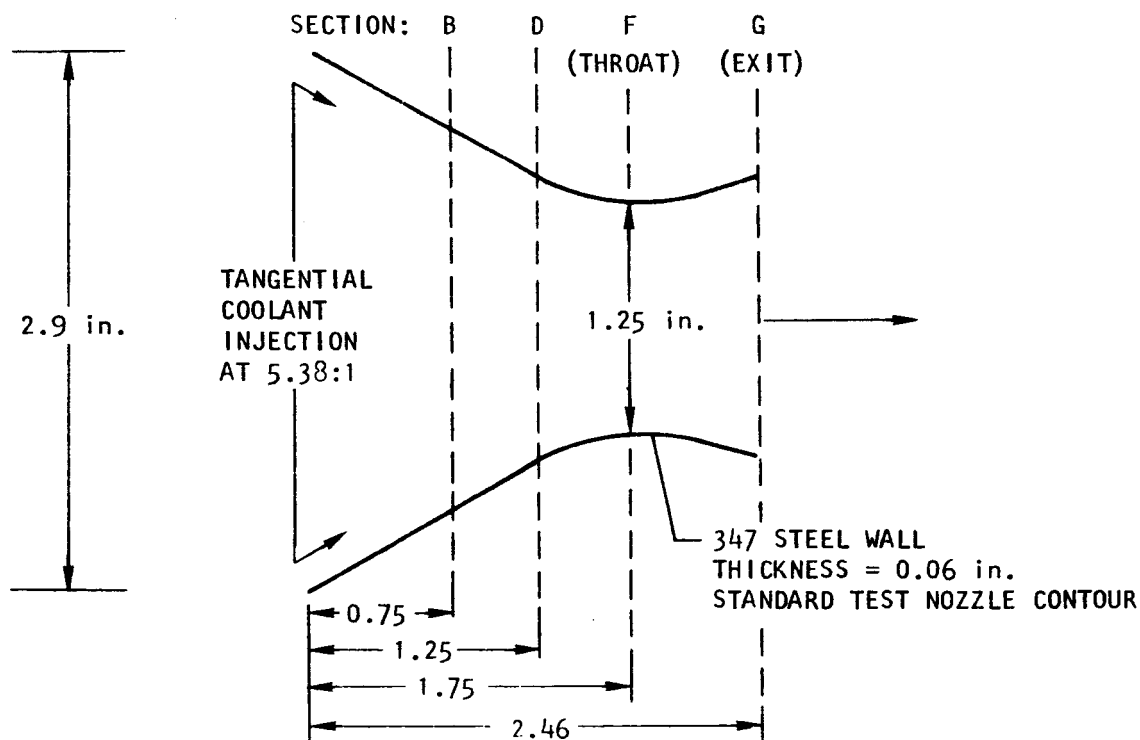 SECTION: B D F G
(THROAT) (EXIT)
TANGENTIAL
COOLANT
INJECTION
AT 5.38:1
2.9 in.
1.25 in.
347 STEEL WALL
THICKNESS = 0.06 in.
STANDARD TEST NOZZLE CONTOUR
0.75
1.25
1.75
2.46